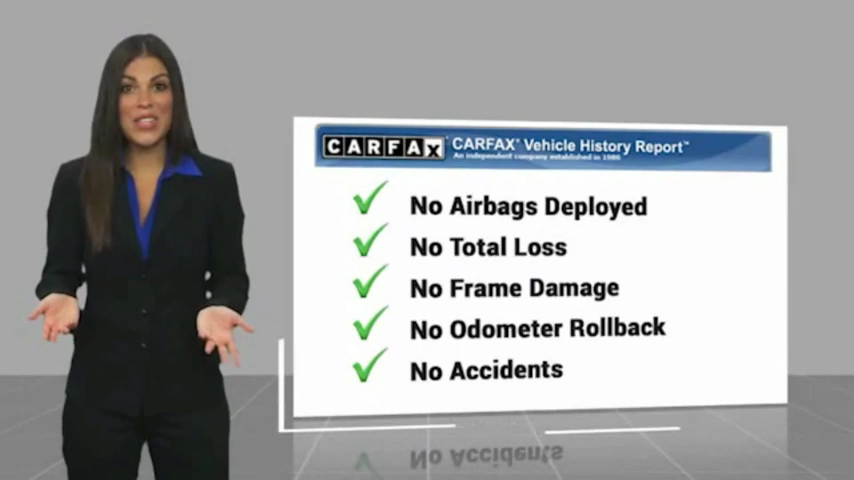 CARFAX CARFAX® Vehicle History Report™
An independent company established in 1986
No Airbags Deployed
No Total Loss
No Frame Damage
No Odometer Rollback
No Accidents
No Accidents